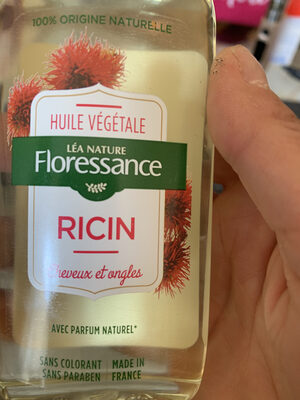 100% ORIGINE NATURELLE
HUILE VÉGÉTALE
LÉA NATURE
Floressance
RICIN
Cheveux et ongles
AVEC PARFUM NATUREL*
SANS COLORANT | MADE IN
SANS PARABEN | FRANCE